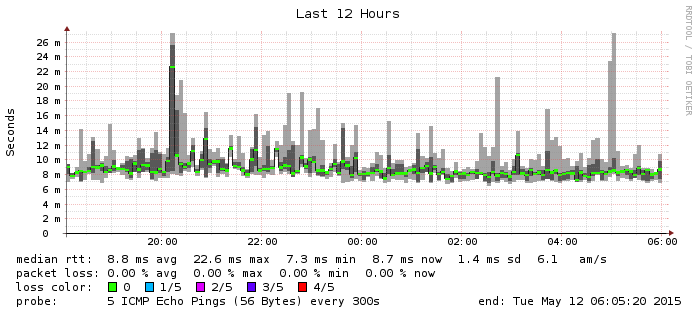 Last 12 Hours
RRDTOOL / TOBI OETIKER
Seconds
26 m
24 m
22 m
20 m
18 m
16 m
14 m
12 m
10 m
8 m
6 m
4 m
2 m
0
20:00 22:00 00:00 02:00 04:00 06:00
median rtt: 8.8 ms avg 22.6 ms max 7.3 ms min 8.7 ms now 1.4 ms sd 6.1 am/s
packet loss: 0.00 % avg 0.00 % max 0.00 % min 0.00 % now
loss color: 0 1/5 2/5 3/5 4/5
probe: 5 ICMP Echo Pings (56 Bytes) every 300s end: Tue May 12 06:05:20 2015